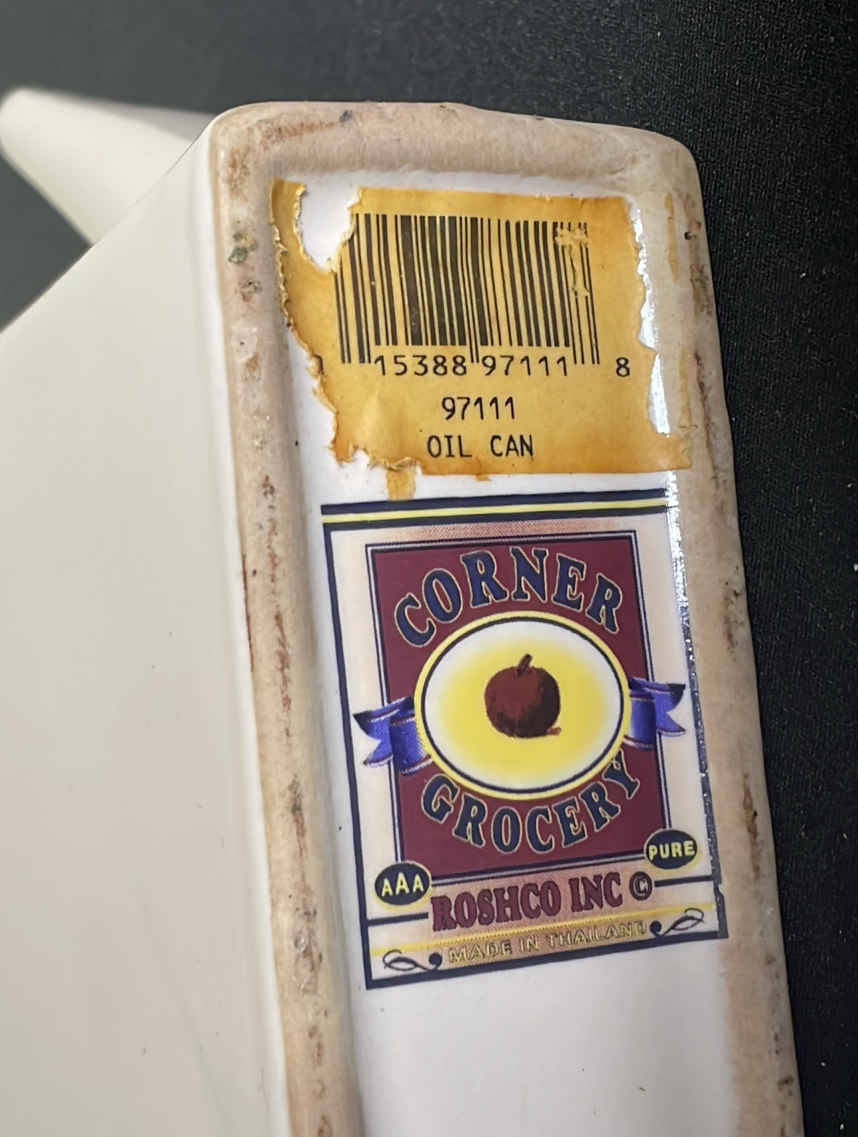 15388 97111 8
97111
OIL CAN
CORNER
GROCERY
AAA
PURE
ROSHCO INC ©
MADE IN THAILAND